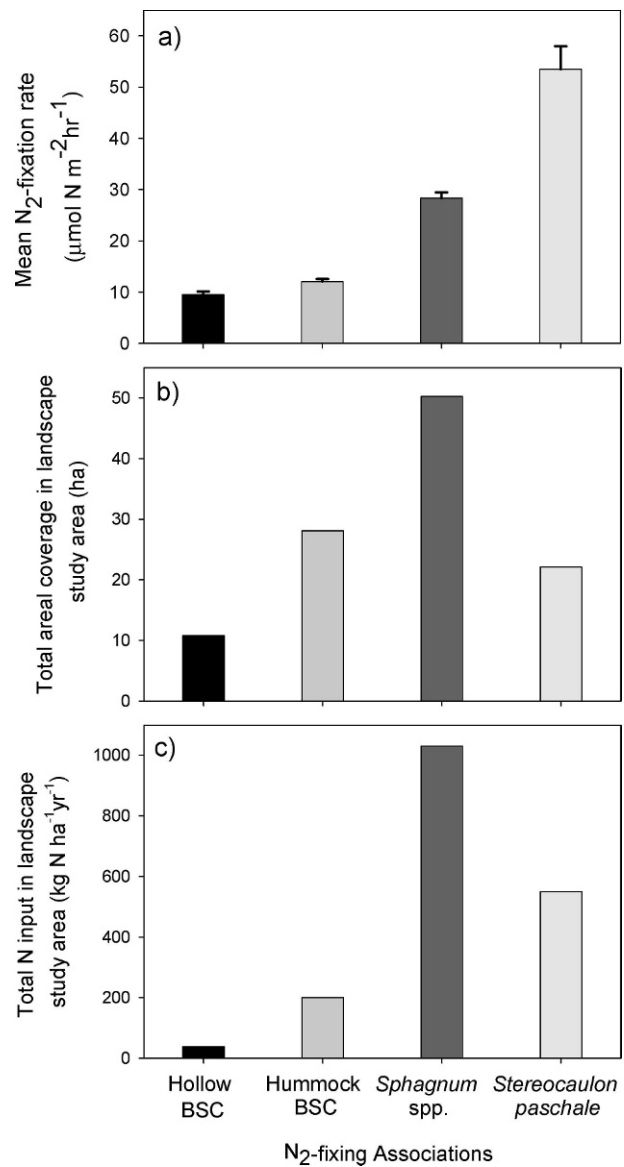 a)
Mean N₂-fixation rate
(µmol N m⁻²hr⁻¹)
60
50
40
30
20
10
0
b)
Total areal coverage in landscape
study area (ha)
50
40
30
20
10
0
c)
Total N input in landscape
study area (kg N ha⁻¹yr⁻¹)
1000
800
600
400
200
0
Hollow
BSC
Hummock
BSC
Sphagnum
spp.
Stereocaulon
paschale
N₂-fixing Associations